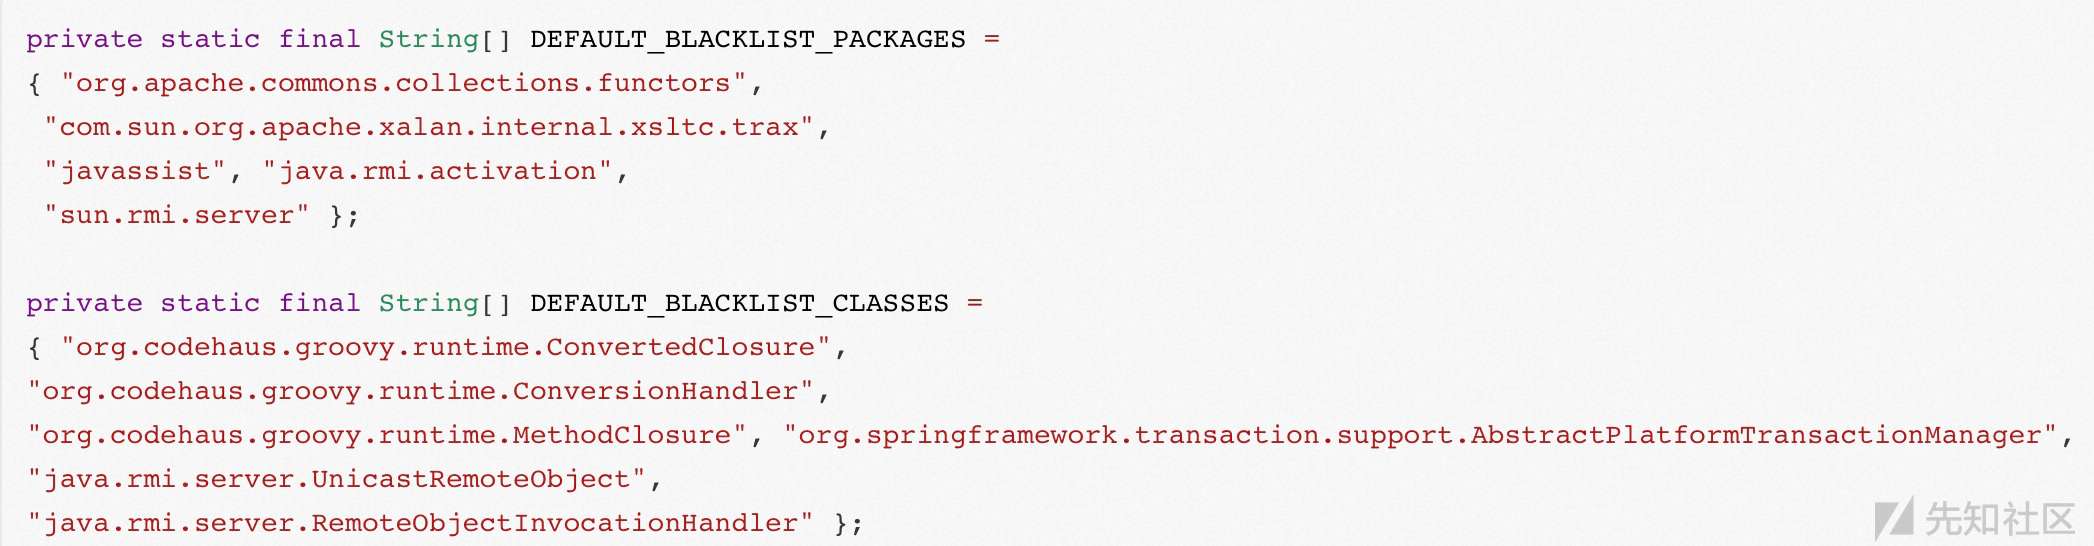 private static final String[] DEFAULT_BLACKLIST_PACKAGES =
{ "org.apache.commons.collections.functors",
 "com.sun.org.apache.xalan.internal.xsltc.trax",
 "javassist", "java.rmi.activation",
 "sun.rmi.server" };

private static final String[] DEFAULT_BLACKLIST_CLASSES =
{ "org.codehaus.groovy.runtime.ConvertedClosure",
"org.codehaus.groovy.runtime.ConversionHandler",
"org.codehaus.groovy.runtime.MethodClosure", "org.springframework.transaction.support.AbstractPlatformTransactionManager",
"java.rmi.server.UnicastRemoteObject",
"java.rmi.server.RemoteObjectInvocationHandler" };
先知社区